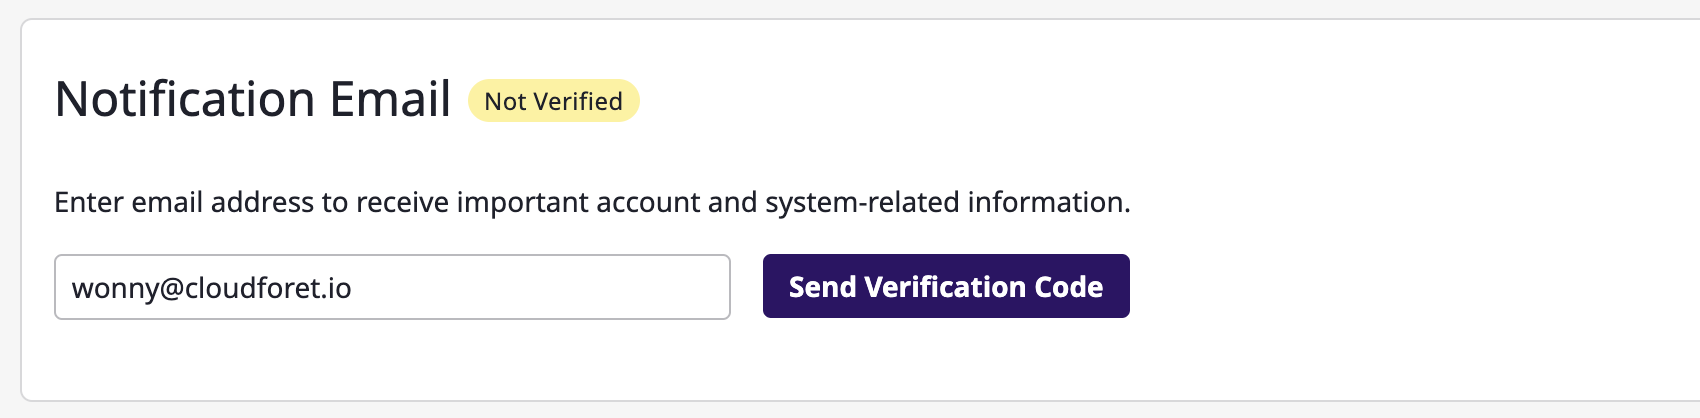 Notification Email Not Verified
Enter email address to receive important account and system-related information.
wonny@cloudforet.io Send Verification Code